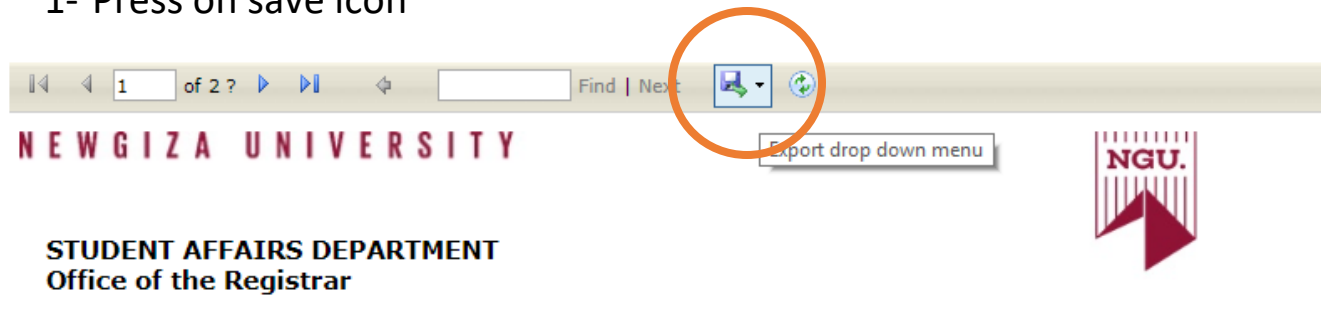 1- Press on save icon
1 of 2 ? Find | Next
NEWGIZA UNIVERSITY
Export drop down menu
NGU.
STUDENT AFFAIRS DEPARTMENT
Office of the Registrar